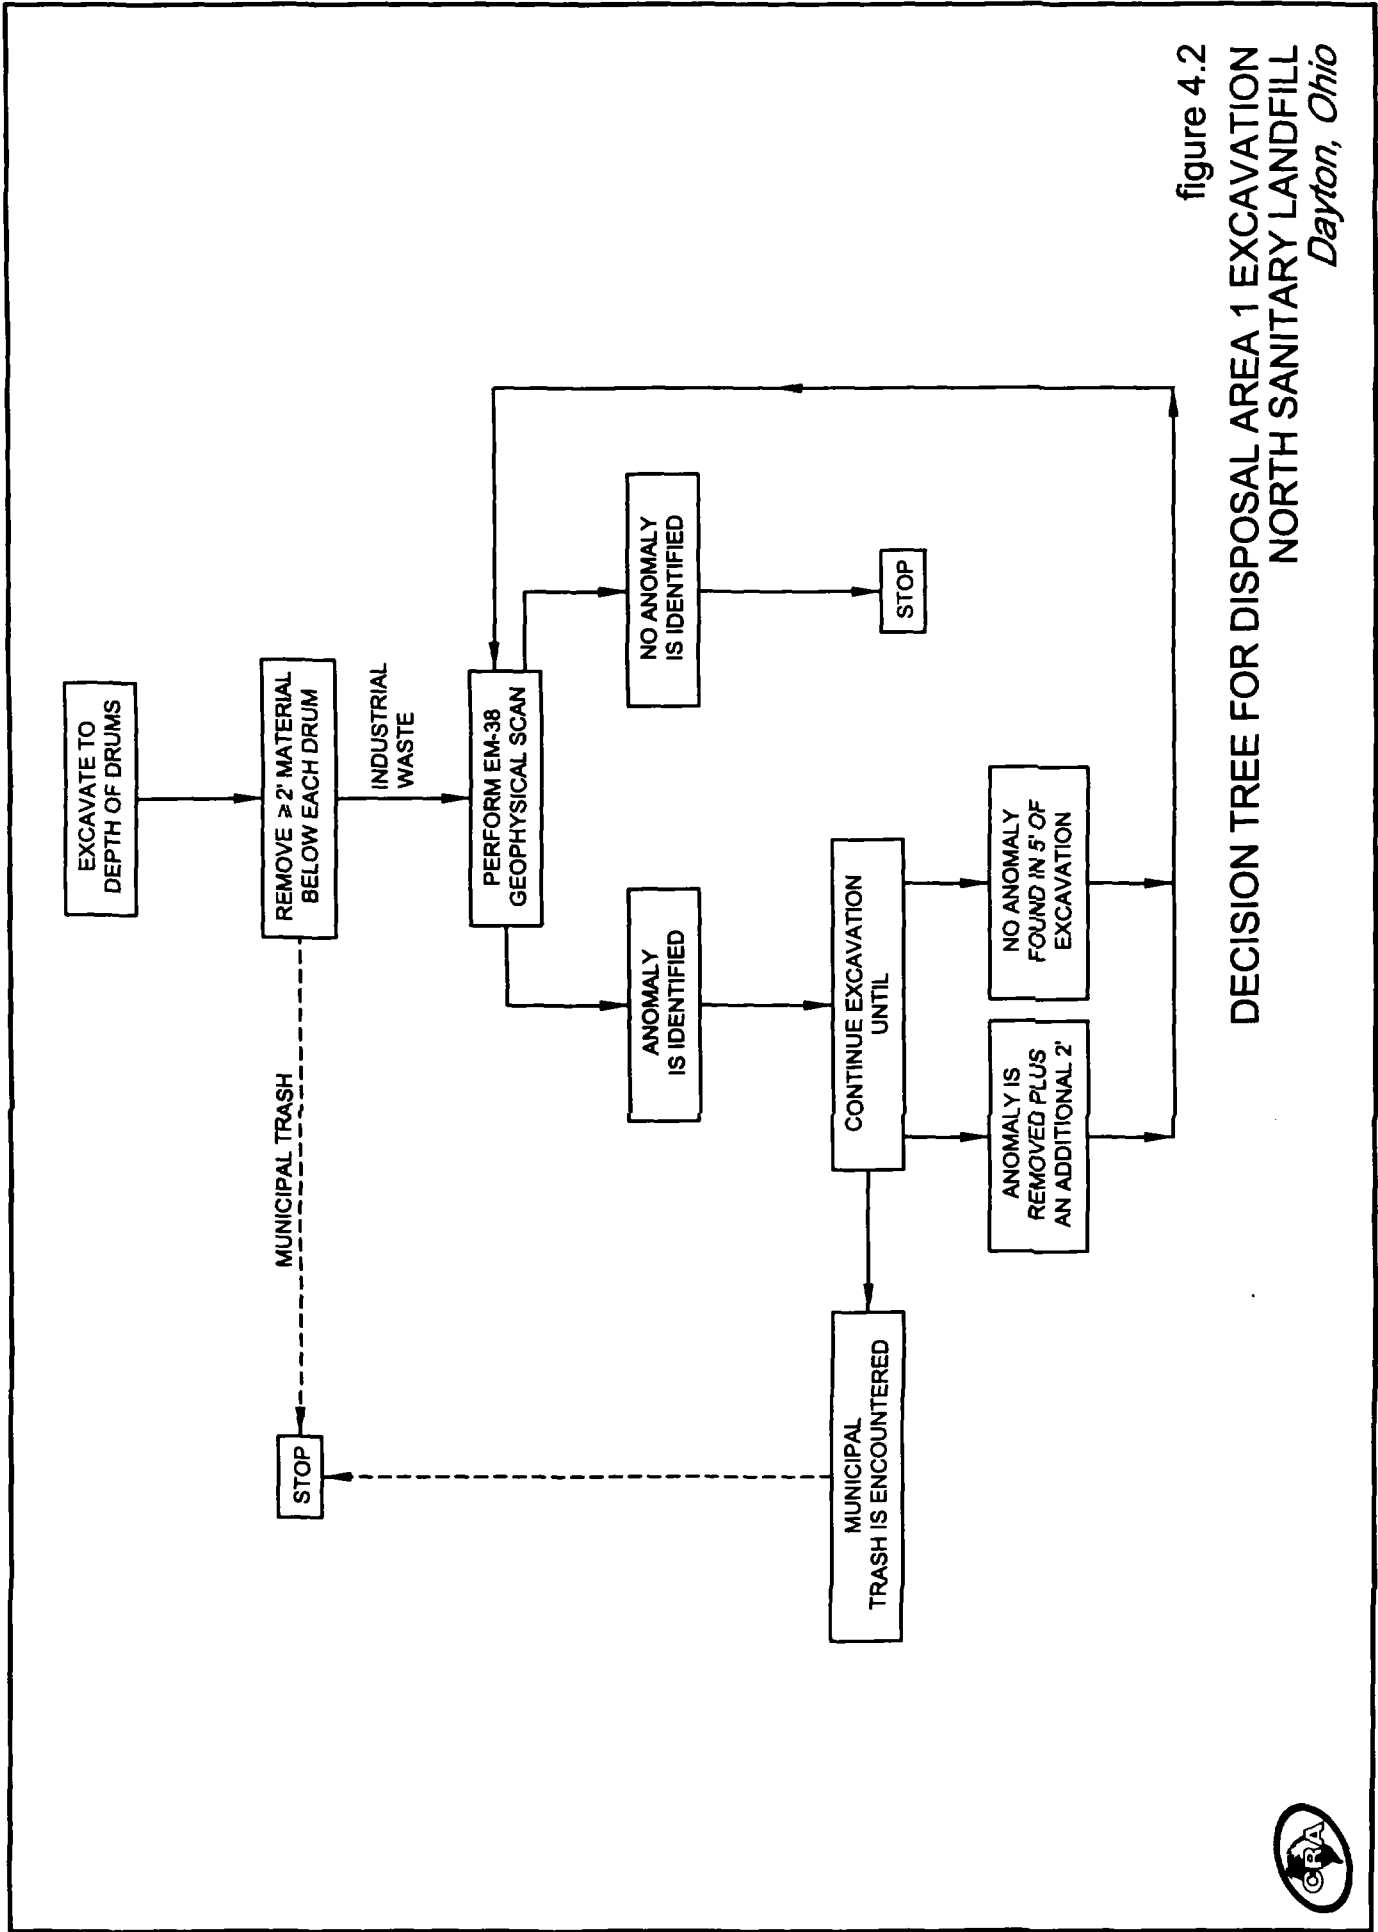 EXCAVATE TO
DEPTH OF DRUMS
REMOVE ≥ 2' MATERIAL
BELOW EACH DRUM
MUNICIPAL TRASH
STOP
INDUSTRIAL
WASTE
PERFORM EM-38
GEOPHYSICAL SCAN
ANOMALY
IS IDENTIFIED
NO ANOMALY
IS IDENTIFIED
STOP
CONTINUE EXCAVATION
UNTIL
MUNICIPAL
TRASH IS ENCOUNTERED
ANOMALY IS
REMOVED PLUS
AN ADDITIONAL 2'
NO ANOMALY
FOUND IN 5' OF
EXCAVATION
figure 4.2
DECISION TREE FOR DISPOSAL AREA 1 EXCAVATION
NORTH SANITARY LANDFILL
Dayton, Ohio
CRA